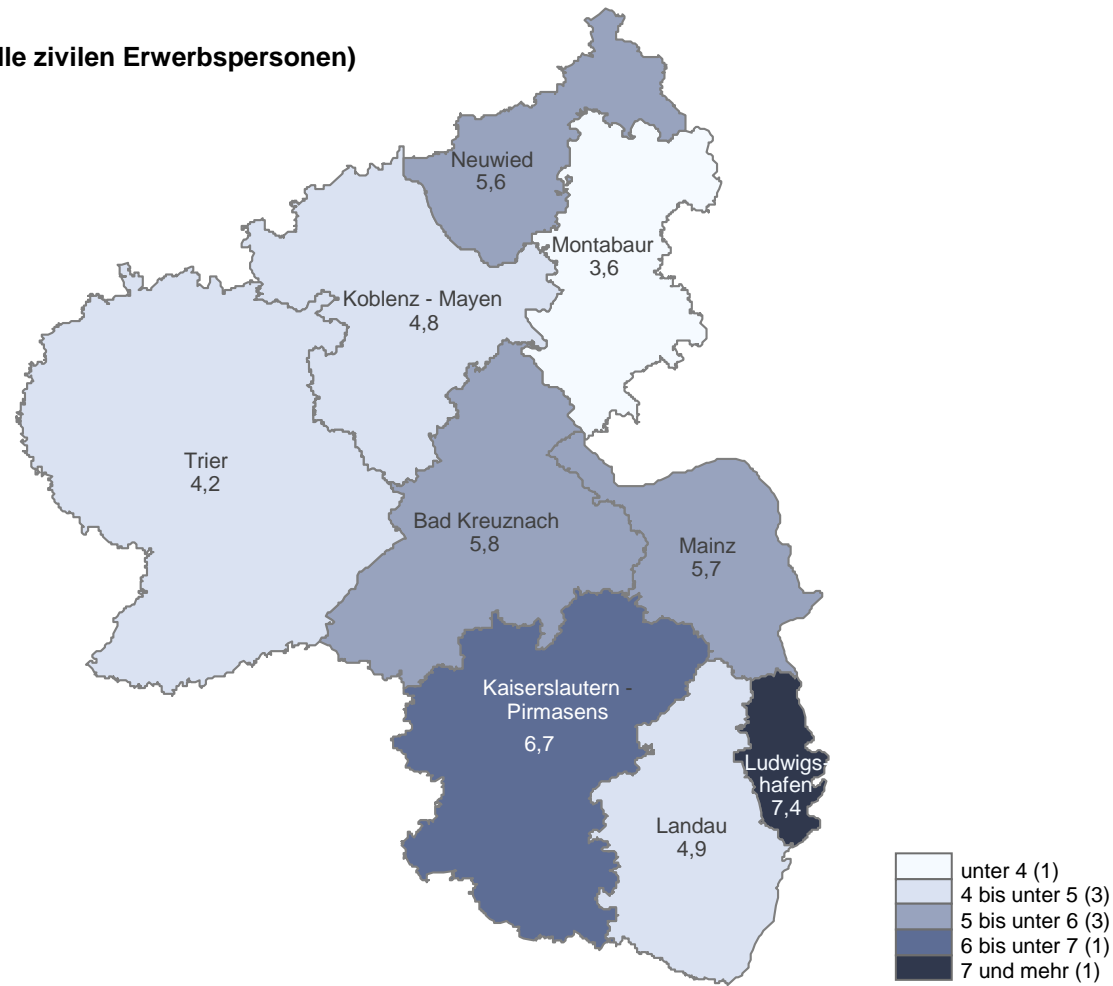 lle zivilen Erwerbspersonen)
Neuwied
5,6
Montabaur
3,6
Koblenz - Mayen
4,8
Trier
4,2
Bad Kreuznach
5,8
Mainz
5,7
Kaiserslautern -
Pirmasens
6,7
Ludwigs-
hafen
7,4
Landau
4,9
unter 4 (1)
4 bis unter 5 (3)
5 bis unter 6 (3)
6 bis unter 7 (1)
7 und mehr (1)